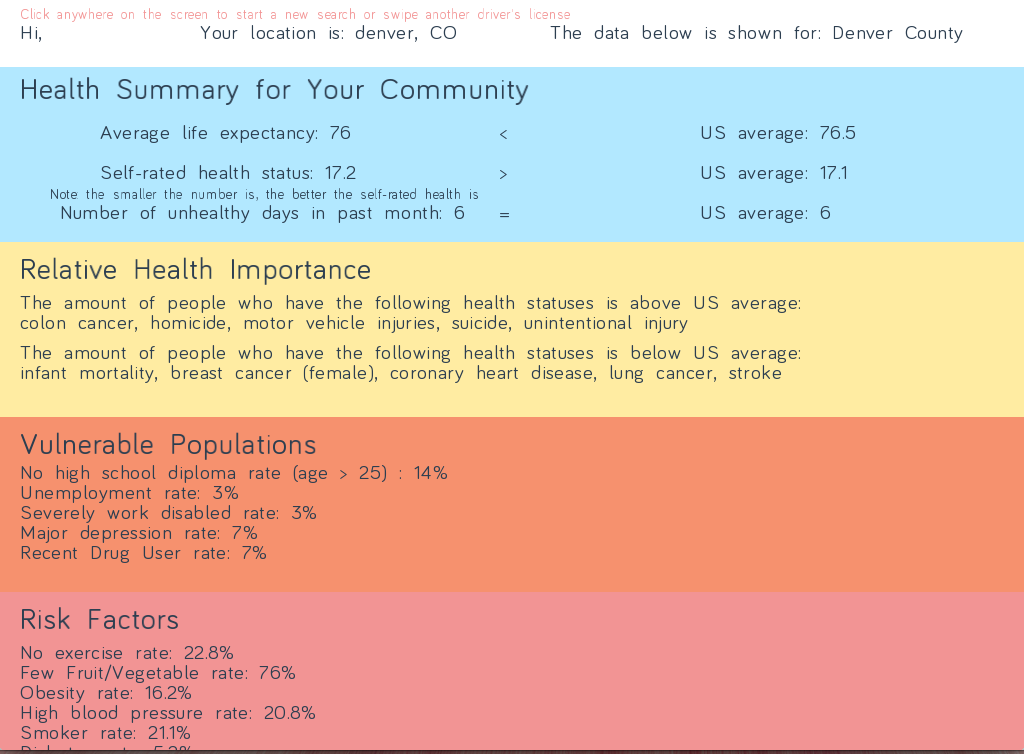 Click anywhere on the screen to start a new search or swipe another driver's license
Hi, Your location is: denver, CO The data below is shown for: Denver County
Health Summary for Your Community
Average life expectancy: 76 < US average: 76.5
Self-rated health status: 17.2 > US average: 17.1
Note: the smaller the number is, the better the self-rated health is
Number of unhealthy days in past month: 6 = US average: 6
Relative Health Importance
The amount of people who have the following health statuses is above US average:
colon cancer, homicide, motor vehicle injuries, suicide, unintentional injury
The amount of people who have the following health statuses is below US average:
infant mortality, breast cancer (female), coronary heart disease, lung cancer, stroke
Vulnerable Populations
No high school diploma rate (age > 25) : 14%
Unemployment rate: 3%
Severely work disabled rate: 3%
Major depression rate: 7%
Recent Drug User rate: 7%
Risk Factors
No exercise rate: 22.8%
Few Fruit/Vegetable rate: 76%
Obesity rate: 16.2%
High blood pressure rate: 20.8%
Smoker rate: 21.1%